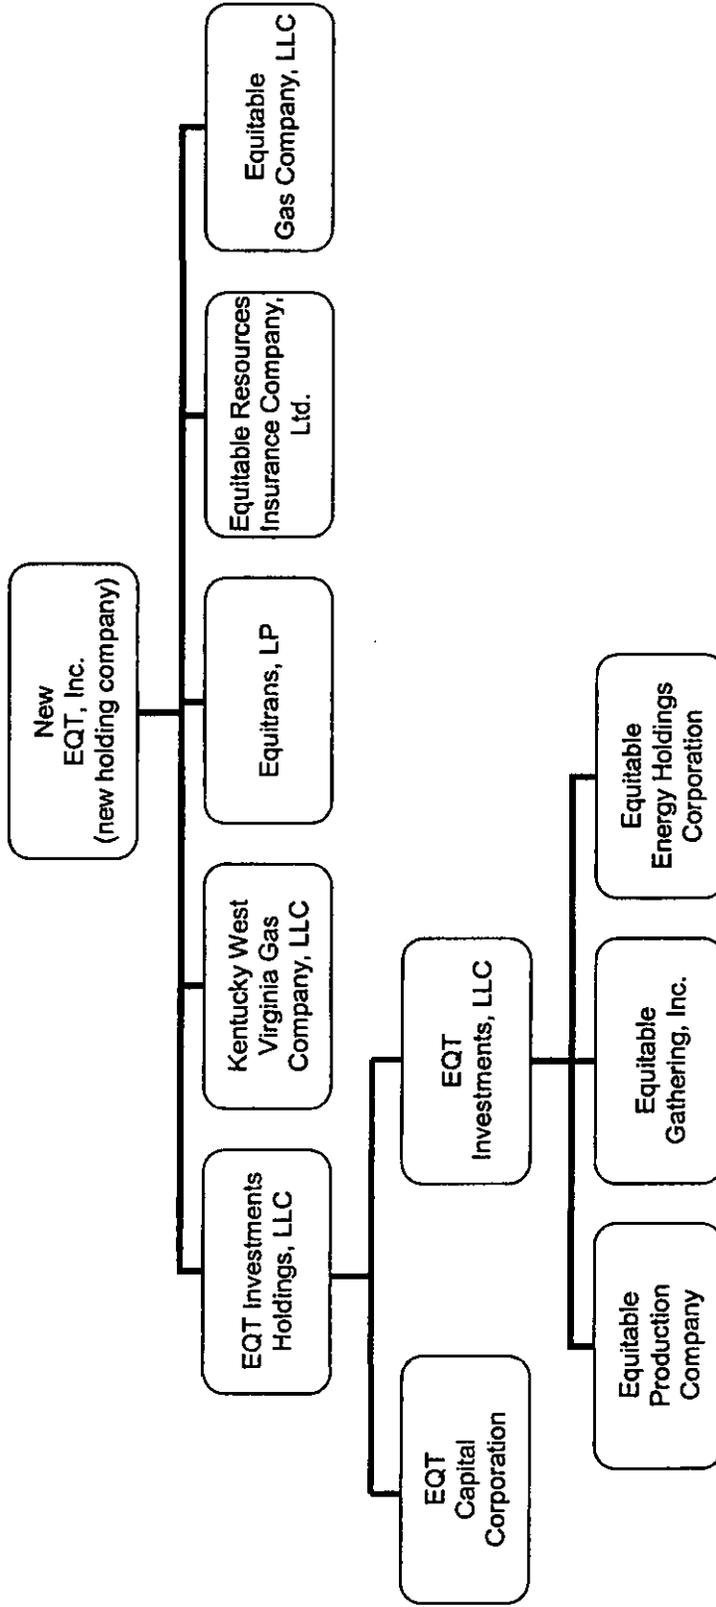 New
EQT, Inc.
(new holding company)
EQT Investments
Holdings, LLC
Kentucky West
Virginia Gas
Company, LLC
Equitrans, LP
Equitable Resources
Insurance Company,
Ltd.
Equitable
Gas Company, LLC
EQT
Capital
Corporation
EQT
Investments, LLC
Equitable
Production
Company
Equitable
Gathering, Inc.
Equitable
Energy Holdings
Corporation